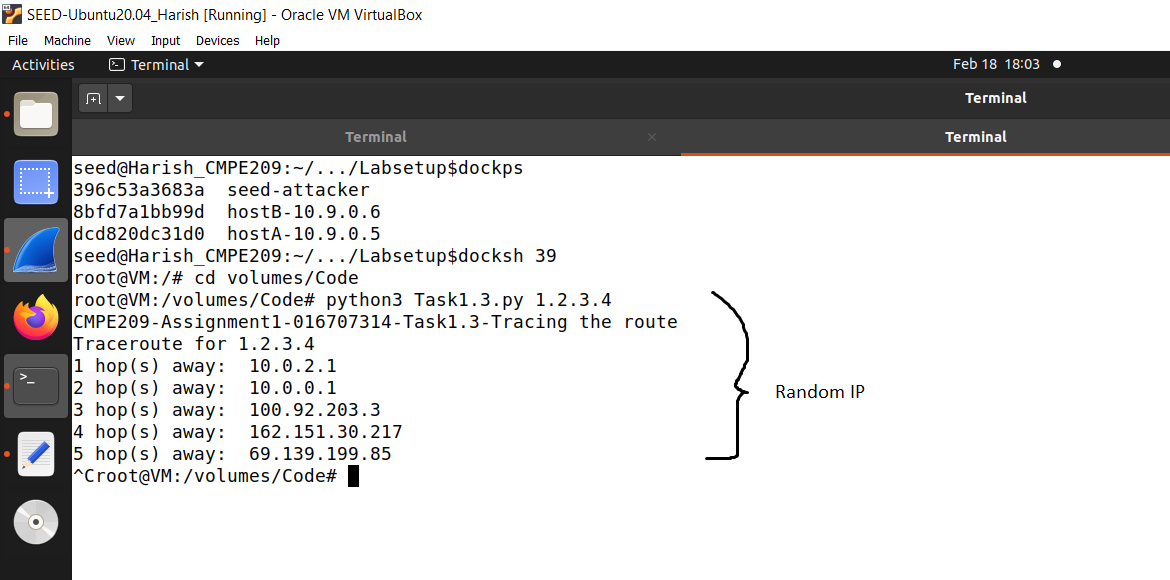 SEED-Ubuntu20.04_Harish [Running] - Oracle VM VirtualBox
File Machine View Input Devices Help
Activities Terminal Feb 18 18:03
Terminal
Terminal × Terminal
seed@Harish_CMPE209:~/.../Labsetup$dockps
396c53a3683a  seed-attacker
8bfd7a1bb99d  hostB-10.9.0.6
dcd820dc31d0  hostA-10.9.0.5
seed@Harish_CMPE209:~/.../Labsetup$docksh 39
root@VM:/# cd volumes/Code
root@VM:/volumes/Code# python3 Task1.3.py 1.2.3.4
CMPE209-Assignment1-016707314-Task1.3-Tracing the route
Traceroute for 1.2.3.4
1 hop(s) away:  10.0.2.1
2 hop(s) away:  10.0.0.1
3 hop(s) away:  100.92.203.3
4 hop(s) away:  162.151.30.217
5 hop(s) away:  69.139.199.85
^Croot@VM:/volumes/Code#
Random IP